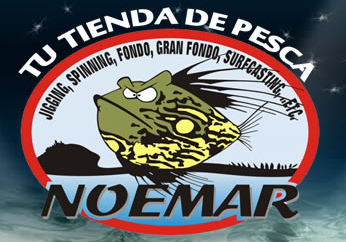 TU TIENDA DE PESCA
JIGGING, SPINNING, FONDO, GRAN FONDO, SURFCASTING, ..ETC.
NOEMAR